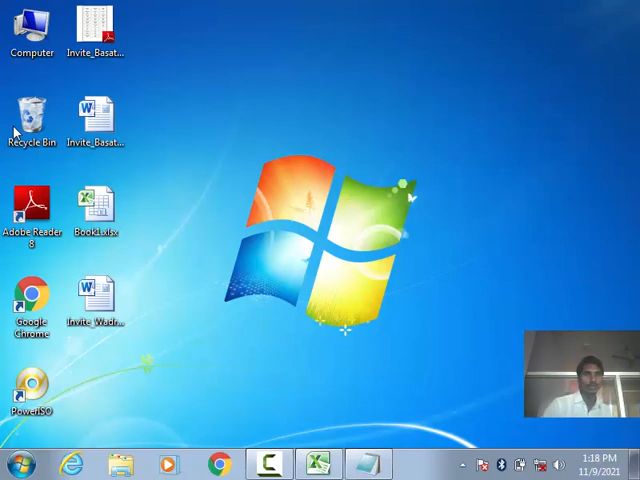 Computer
Invite_Basat...
Recycle Bin
Invite_Basat...
Adobe Reader
8
Book1.xlsx
Google
Chrome
Invite_Wadr...
PowerISO
1:18 PM
11/9/2021